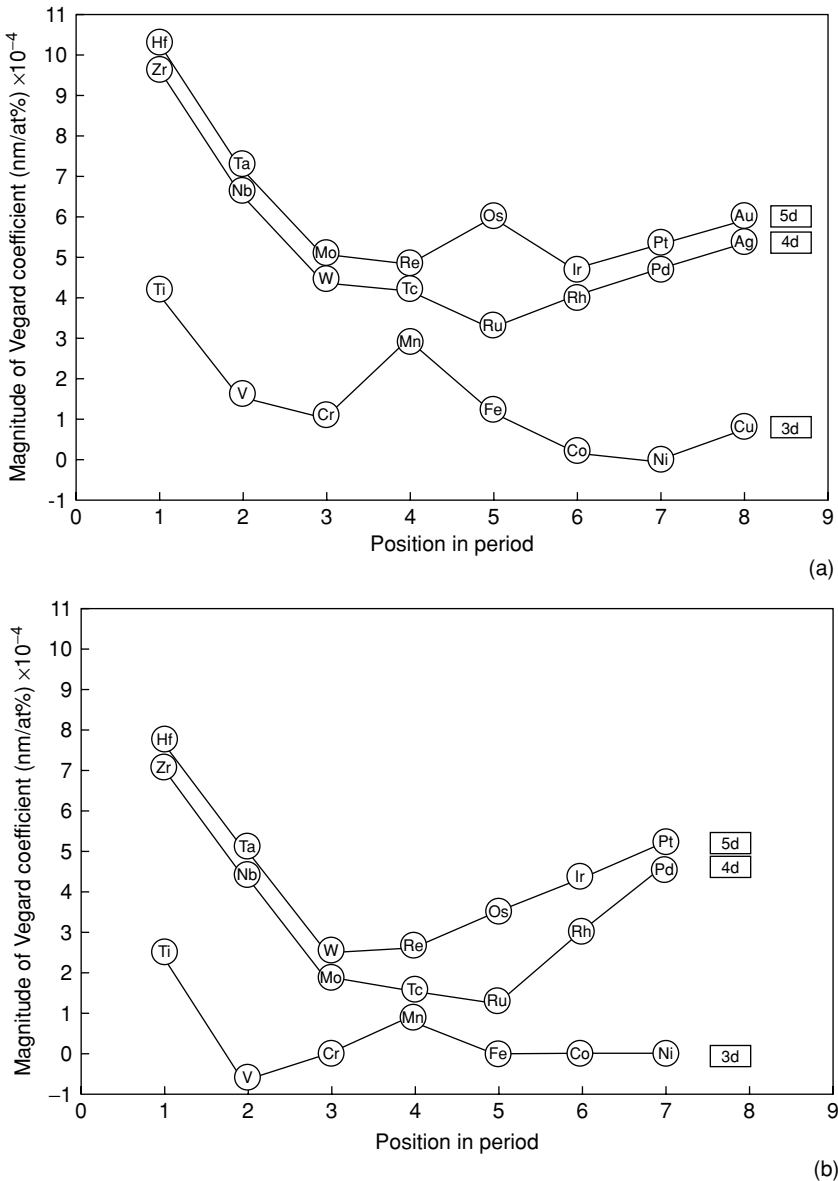 Magnitude of Vegard coefficient (nm/at%) ×10⁻⁴
11
10
9
8
7
6
5
4
3
2
1
0
-1
Hf
Zr
Ta
Nb
Mo
W
Re
Tc
Os
Ru
Ir
Rh
Pt
Pd
Au
Ag
5d
4d
Ti
V
Cr
Mn
Fe
Co
Ni
Cu
3d
0 1 2 3 4 5 6 7 8 9
Position in period
(a)
Magnitude of Vegard coefficient (nm/at%) ×10⁻⁴
11
10
9
8
7
6
5
4
3
2
1
0
−1
Hf
Zr
Ta
Nb
W
Mo
Re
Tc
Os
Ru
Ir
Rh
Pt
Pd
5d
4d
Ti
V
Cr
Mn
Fe
Co
Ni
3d
0 1 2 3 4 5 6 7 8 9
Position in period
(b)